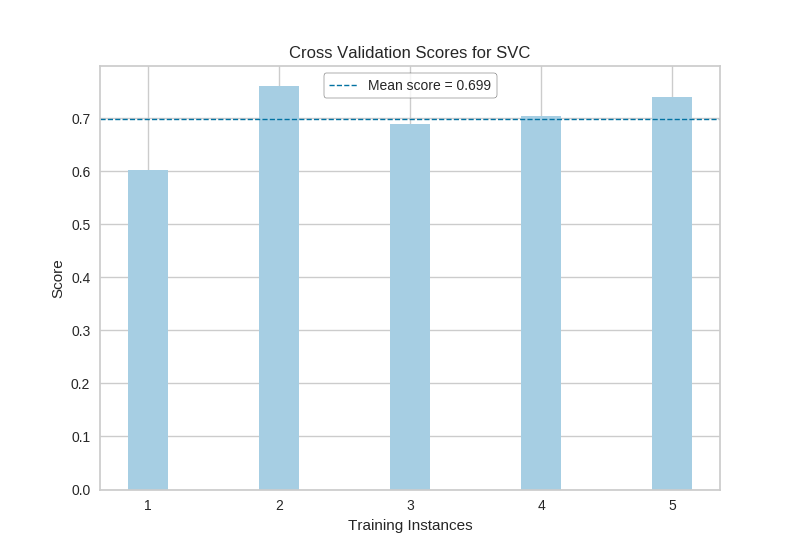 Cross Validation Scores for SVC
Mean score = 0.699
0.7
0.6
0.5
0.4
0.3
0.2
0.1
0.0
Score
1 2 3 4 5
Training Instances